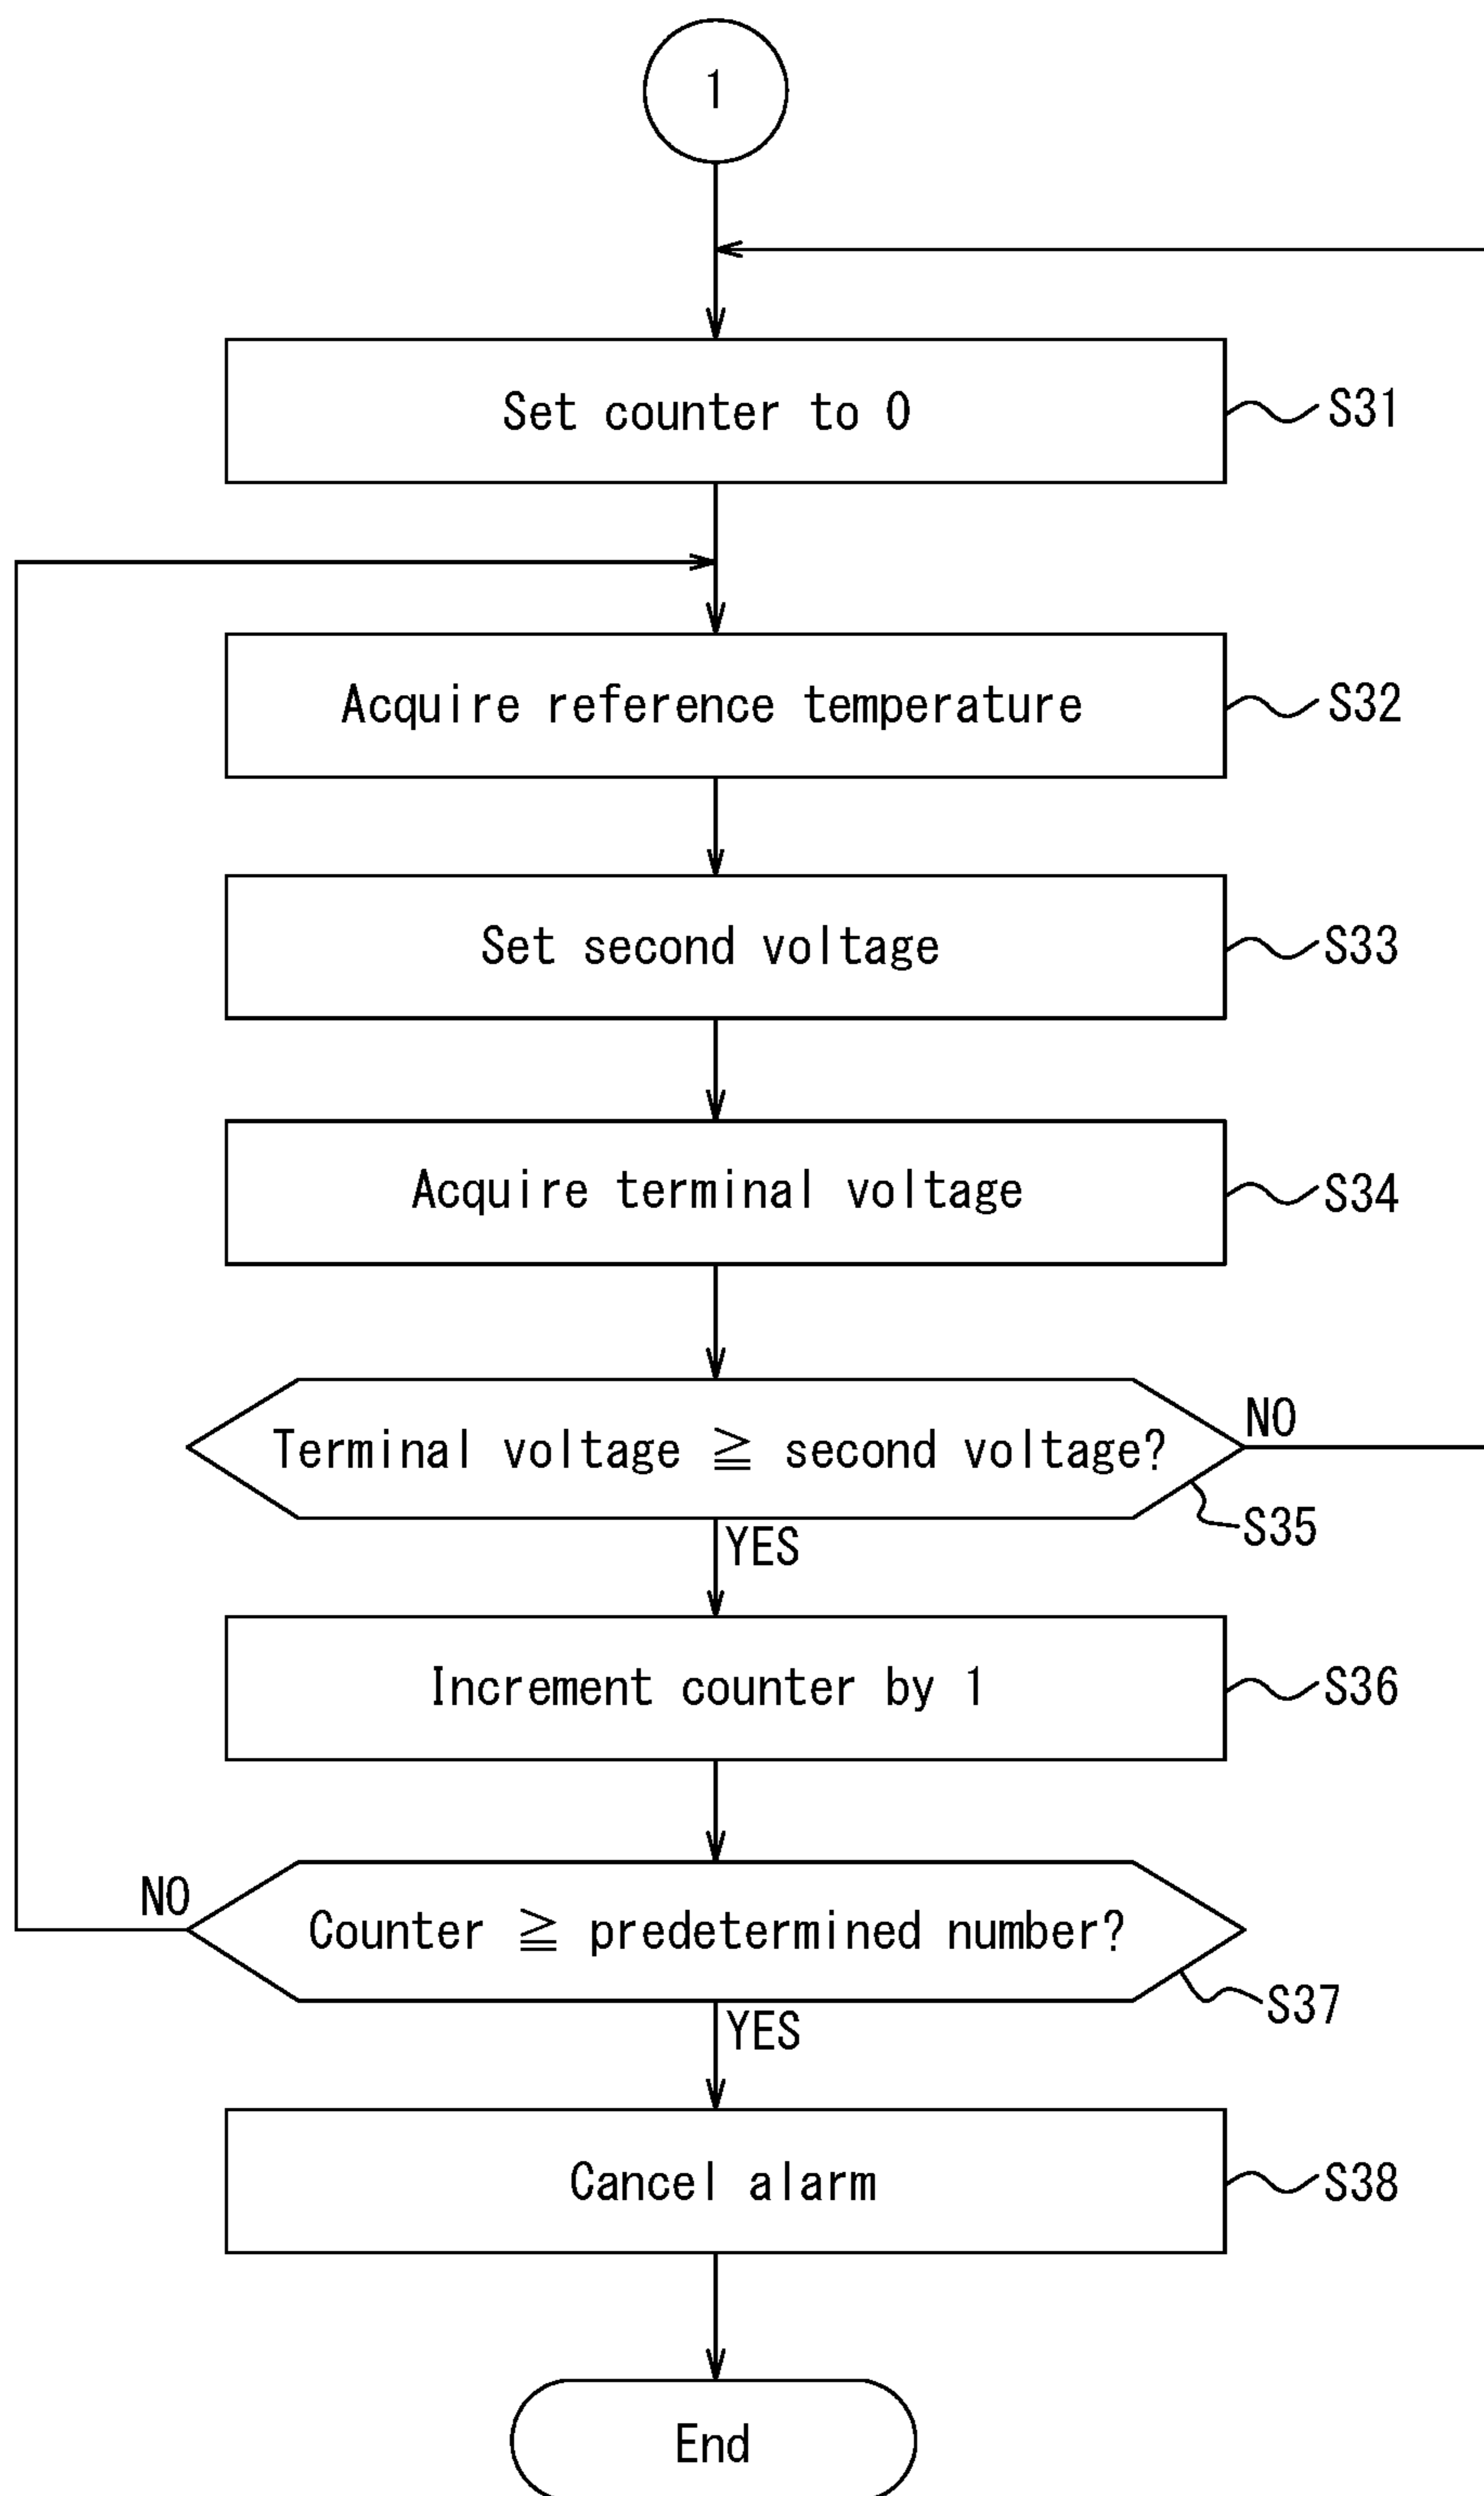 1
Set counter to 0
S31
Acquire reference temperature
S32
Set second voltage
S33
Acquire terminal voltage
S34
Terminal voltage ≧ second voltage?
NO
S35
YES
Increment counter by 1
S36
NO
Counter ≧ predetermined number?
S37
YES
Cancel alarm
S38
End